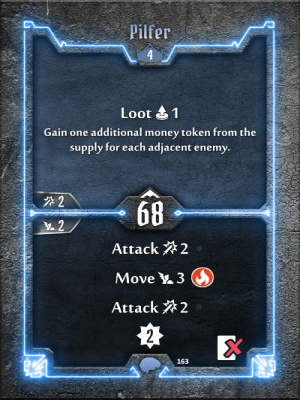 Pilfer
4
Loot 1
Gain one additional money token from the
supply for each adjacent enemy.
2
2
68
Attack 2
Move 3
Attack 2
2
163